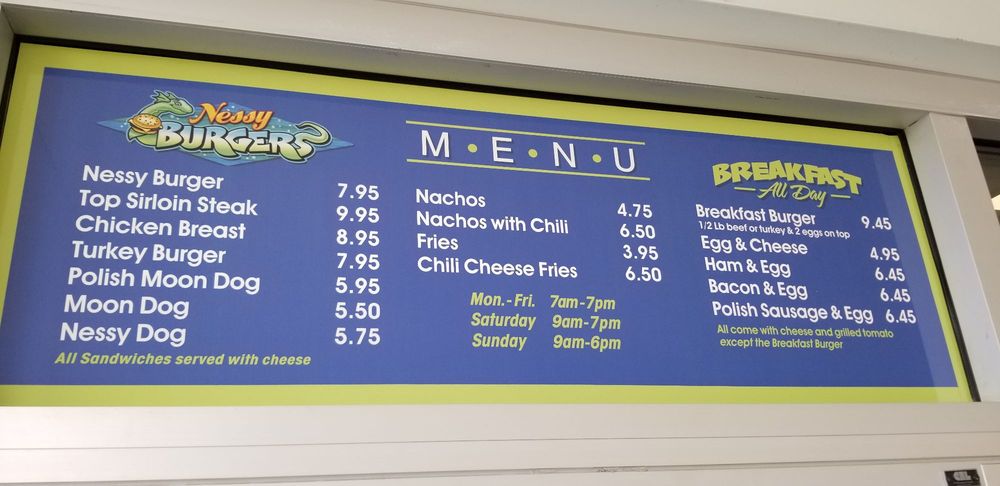 Nessy
BURGERS
Nessy Burger 7.95
Top Sirloin Steak 9.95
Chicken Breast 8.95
Turkey Burger 7.95
Polish Moon Dog 5.95
Moon Dog 5.50
Nessy Dog 5.75
All Sandwiches served with cheese
M•E•N•U
Nachos 4.75
Nachos with Chili 6.50
Fries 3.95
Chili Cheese Fries 6.50
Mon.-Fri. 7am-7pm
Saturday 9am-7pm
Sunday 9am-6pm
BREAKFAST
All Day
Breakfast Burger 9.45
1/2 Lb beef or turkey & 2 eggs on top
Egg & Cheese 4.95
Ham & Egg 6.45
Bacon & Egg 6.45
Polish Sausage & Egg 6.45
All come with cheese and grilled tomato
except the Breakfast Burger